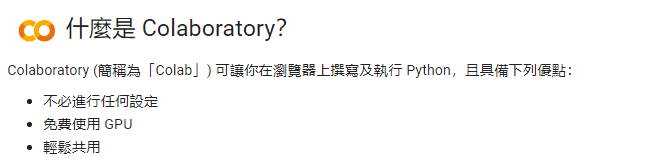 什麼是 Colaboratory？
Colaboratory (簡稱為「Colab」) 可讓你在瀏覽器上撰寫及執行 Python，且具備下列優點：
• 不必進行任何設定
• 免費使用 GPU
• 輕鬆共用